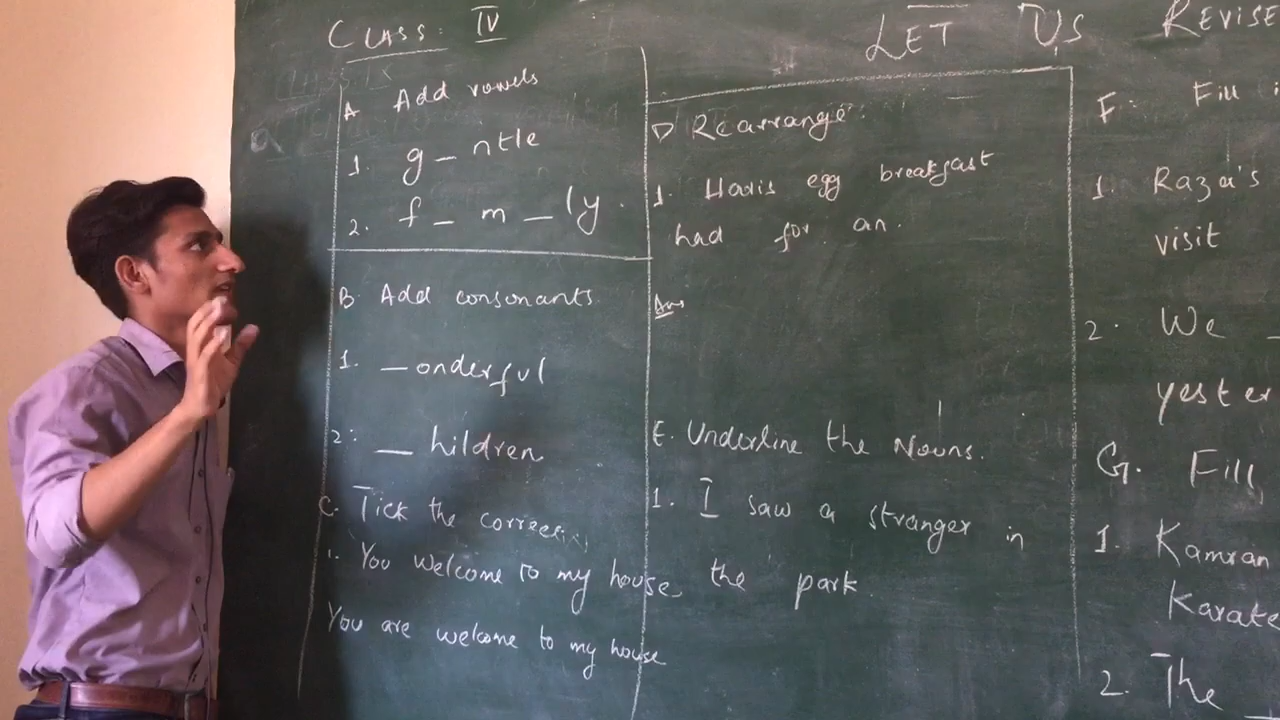 CLASS: IV
LET US REVISE
A Add vowels
1. g_ntle
2. f_m_ly.
B. Add consonants
1. _onderful
2. _hildren
C. Tick the correct
1. You welcome to my house
You are welcome to my house
D Rearrange.
1. Haris egg breakfast
had for an.
Ans
E. Underline the Nouns.
1. I saw a stranger in
the park.
F. Fill
1. Raza's
visit
2. We _
yester
G. Fill
1. Kamran
Karate
2. The _